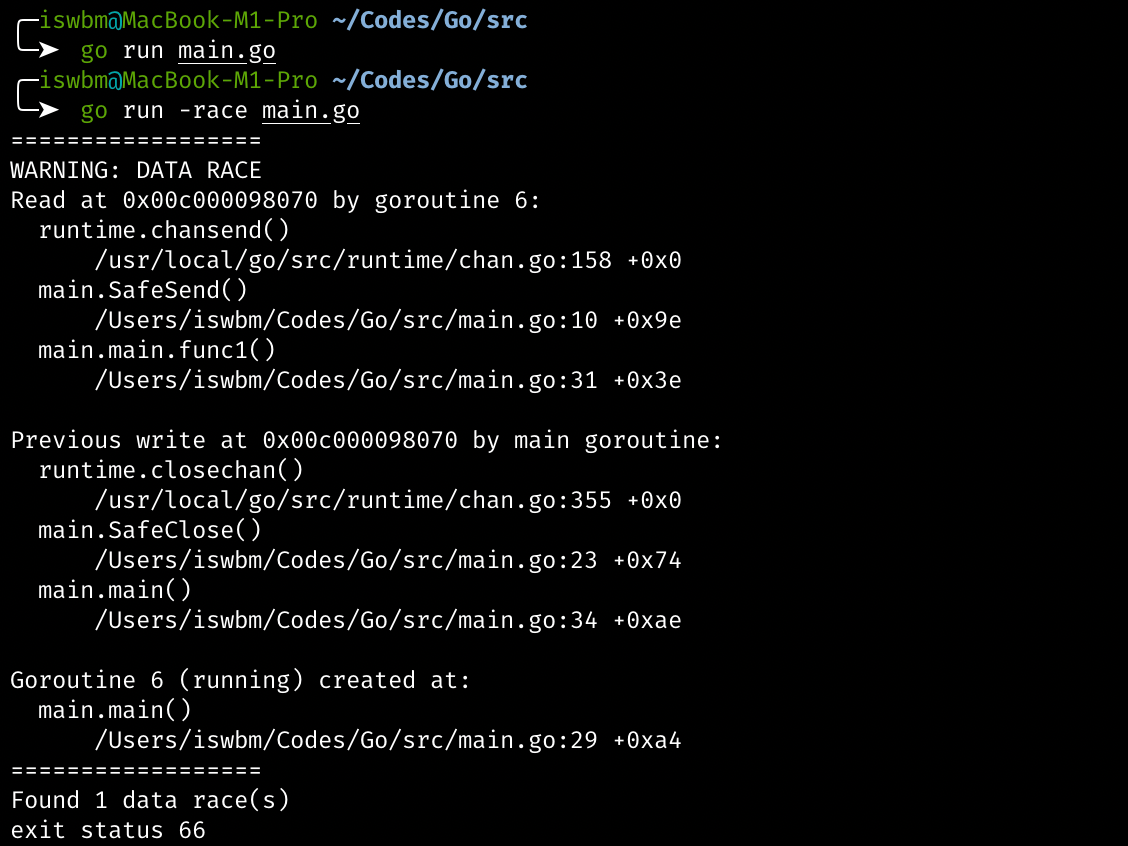 iswbm@MacBook-M1-Pro ~/Codes/Go/src
go run main.go
iswbm@MacBook-M1-Pro ~/Codes/Go/src
go run -race main.go
==================
WARNING: DATA RACE
Read at 0x00c000098070 by goroutine 6:
  runtime.chansend()
      /usr/local/go/src/runtime/chan.go:158 +0x0
  main.SafeSend()
      /Users/iswbm/Codes/Go/src/main.go:10 +0x9e
  main.main.func1()
      /Users/iswbm/Codes/Go/src/main.go:31 +0x3e

Previous write at 0x00c000098070 by main goroutine:
  runtime.closechan()
      /usr/local/go/src/runtime/chan.go:355 +0x0
  main.SafeClose()
      /Users/iswbm/Codes/Go/src/main.go:23 +0x74
  main.main()
      /Users/iswbm/Codes/Go/src/main.go:34 +0xae

Goroutine 6 (running) created at:
  main.main()
      /Users/iswbm/Codes/Go/src/main.go:29 +0xa4
==================
Found 1 data race(s)
exit status 66